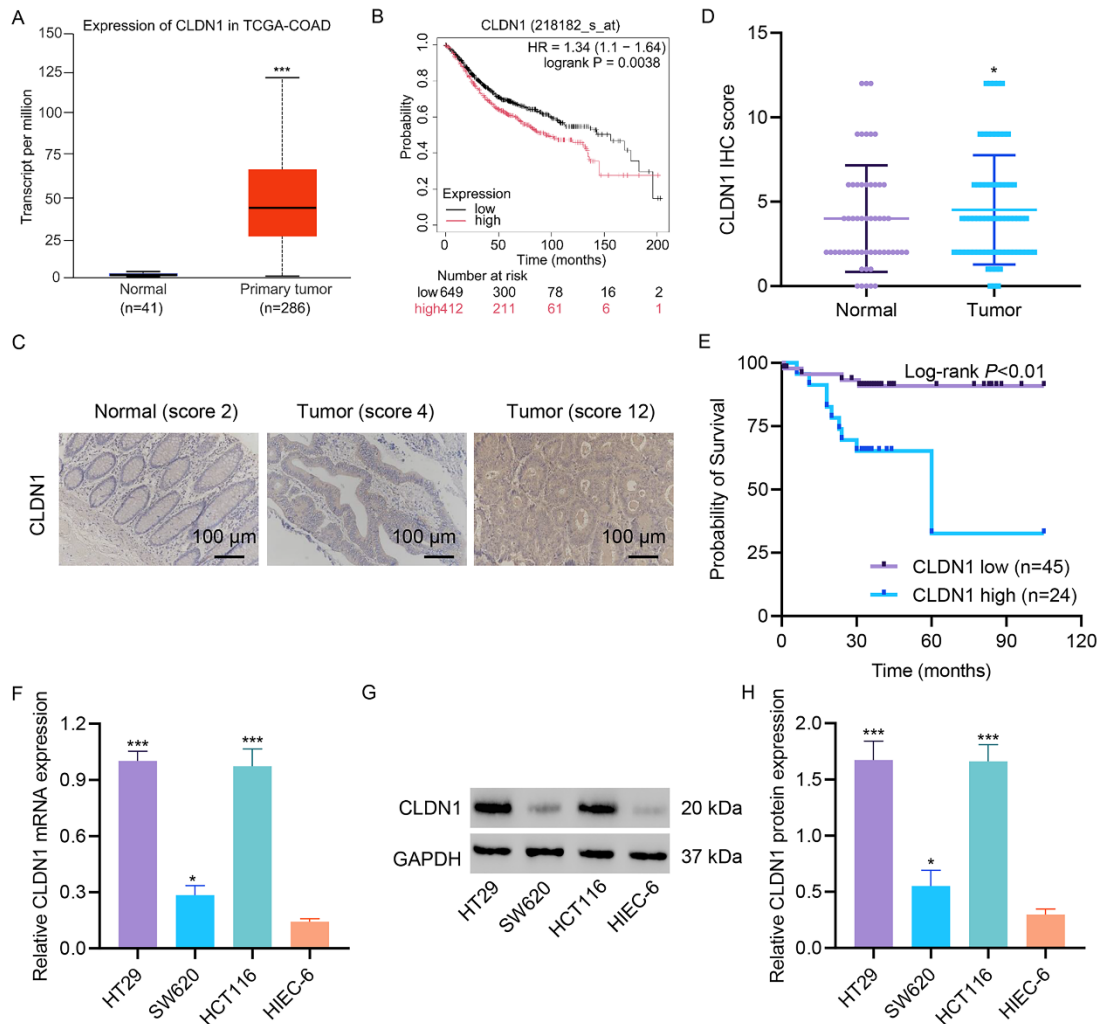 A
Expression of CLDN1 in TCGA-COAD
Transcript per million
150
125
100
75
50
25
0
***
Normal
(n=41)
Primary tumor
(n=286)
B
CLDN1 (218182_s_at)
HR = 1.34 (1.1 − 1.64)
logrank P = 0.0038
Probability
1.0
0.8
0.6
0.4
0.2
0.0
Expression
low
high
0 50 100 150 200
Time (months)
Number at risk
low 649 300 78 16 2
high 412 211 61 6 1
C
Normal (score 2)
Tumor (score 4)
Tumor (score 12)
CLDN1
100 μm
100 μm
100 μm
D
CLDN1 IHC score
15
10
5
0
*
Normal
Tumor
E
Probability of Survival
100
75
50
25
0
Log-rank P<0.01
CLDN1 low (n=45)
CLDN1 high (n=24)
0 30 60 90 120
Time (months)
F
Relative CLDN1 mRNA expression
1.2
0.9
0.6
0.3
0.0
***
*
***
HT29
SW620
HCT116
HIEC-6
G
CLDN1
20 kDa
GAPDH
37 kDa
HT29
SW620
HCT116
HIEC-6
H
Relative CLDN1 protein expression
2.0
1.5
1.0
0.5
0.0
***
*
***
HT29
SW620
HCT116
HIEC-6